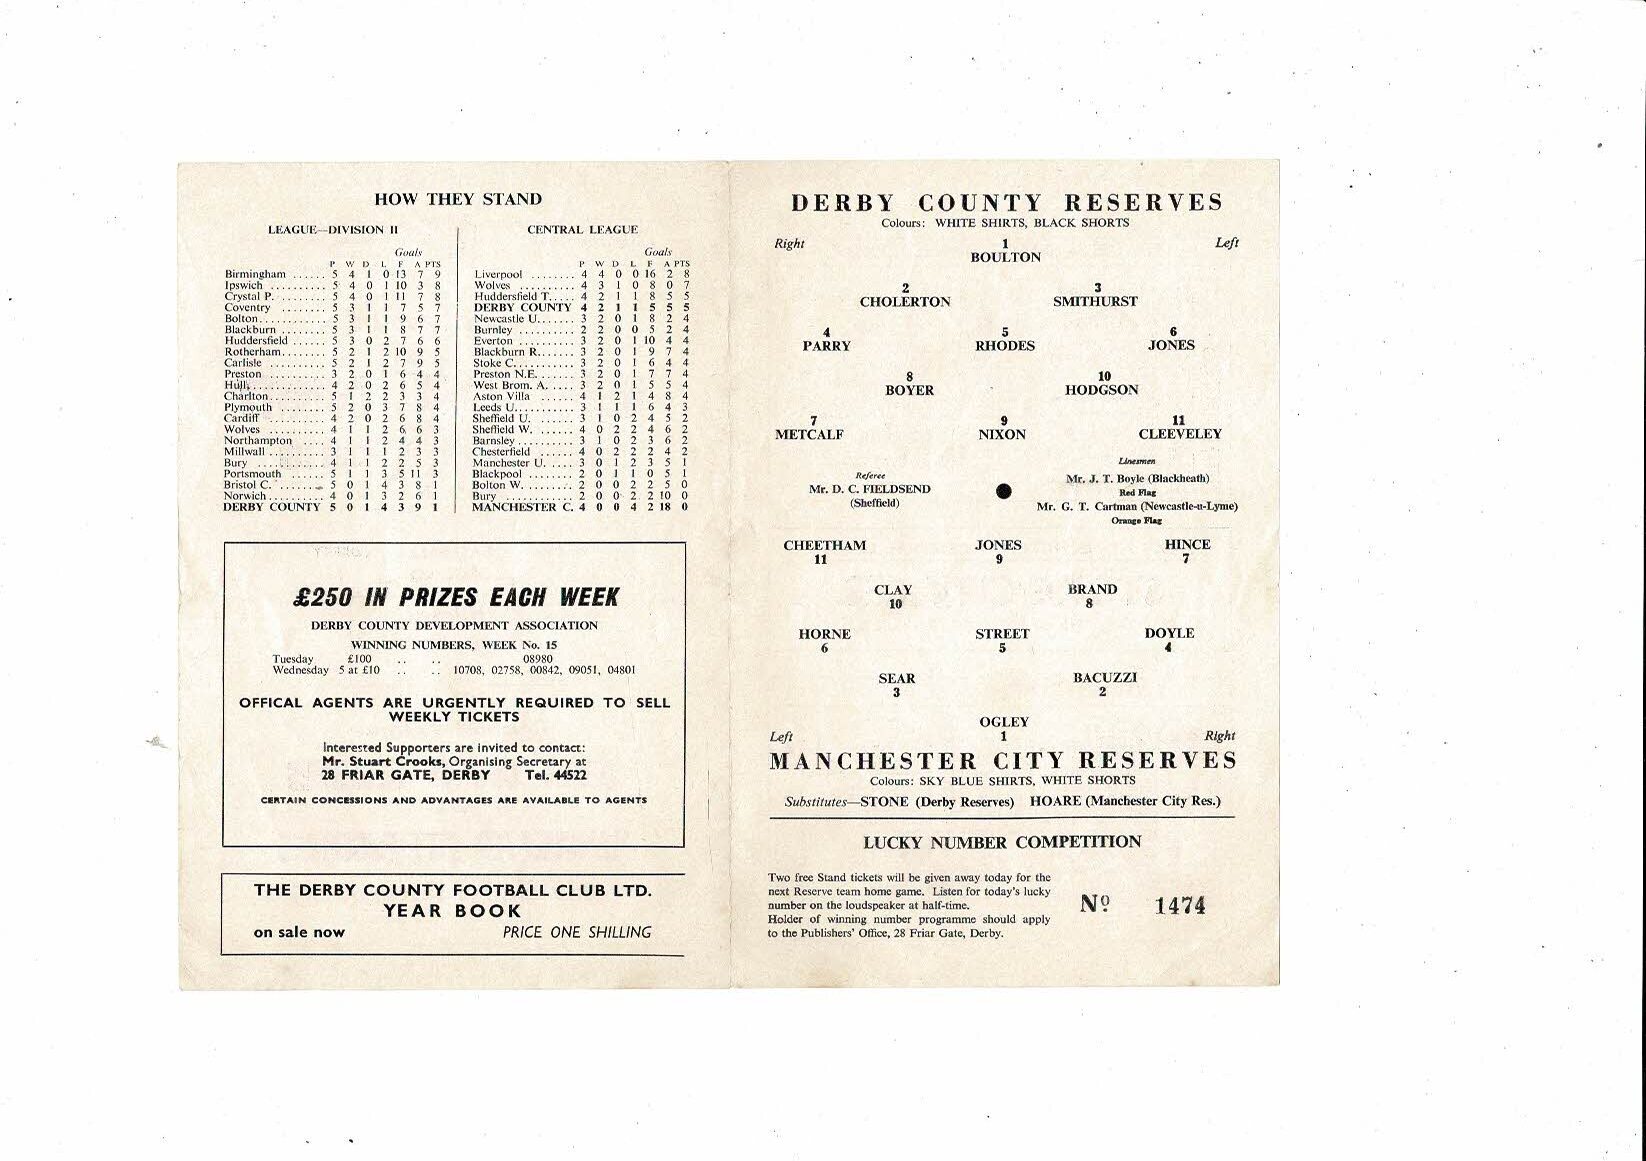 HOW THEY STAND
LEAGUE—DIVISION II
Goals
P W D L F A PTS
Birmingham ...... 5 4 1 0 13 7 9
Ipswich .......... 5 4 0 1 10 3 8
Crystal P. ........ 5 4 0 1 11 7 8
Coventry ........ 5 3 1 1 7 5 7
Bolton............ 5 3 1 1 9 6 7
Blackburn ........ 5 3 1 1 8 7 7
Huddersfield ...... 5 3 0 2 7 6 6
Rotherham........ 5 2 1 2 10 9 5
Carlisle .......... 5 2 1 2 7 9 5
Preston .......... 3 2 0 1 6 4 4
Hull.............. 4 2 0 2 6 5 4
Charlton.......... 5 1 2 2 3 3 4
Plymouth ........ 5 2 0 3 7 8 4
Cardiff .......... 4 2 0 2 6 8 4
Wolves .......... 4 1 1 2 6 6 3
Northampton .... 4 1 1 2 4 4 3
Millwall .......... 3 1 1 1 2 3 3
Bury ............ 4 1 1 2 2 5 3
Portsmouth ...... 5 1 1 3 5 11 3
Bristol C. ........ 5 0 1 4 3 8 1
Norwich.......... 4 0 1 3 2 6 1
DERBY COUNTY 5 0 1 4 3 9 1
CENTRAL LEAGUE
Goals
P W D L F A PTS
Liverpool ........ 4 4 0 0 16 2 8
Wolves .......... 4 3 1 0 8 0 7
Huddersfield T..... 4 2 1 1 8 5 5
DERBY COUNTY 4 2 1 1 5 5 5
Newcastle U....... 3 2 0 1 8 2 4
Burnley .......... 2 2 0 0 5 2 4
Everton .......... 3 2 0 1 10 4 4
Blackburn R....... 3 2 0 1 9 7 4
Stoke C........... 3 2 0 1 6 4 4
Preston N.E. ...... 3 2 0 1 7 7 4
West Brom. A. .... 3 2 0 1 5 5 4
Aston Villa ...... 4 1 2 1 4 8 4
Leeds U........... 3 1 1 1 6 4 3
Sheffield U. ...... 3 1 0 2 4 5 2
Sheffield W. ...... 4 0 2 2 4 6 2
Barnsley.......... 3 1 0 2 3 6 2
Chesterfield ...... 4 0 2 2 2 4 2
Manchester U. .... 3 0 1 2 3 5 1
Blackpool ........ 2 0 1 1 0 5 1
Bolton W. ........ 2 0 0 2 2 5 0
Bury ............ 2 0 0 2 2 10 0
MANCHESTER C. 4 0 0 4 2 18 0
£250 IN PRIZES EACH WEEK
DERBY COUNTY DEVELOPMENT ASSOCIATION
WINNING NUMBERS, WEEK No. 15
Tuesday £100 .. .. 08980
Wednesday 5 at £10 .. .. 10708, 02758, 00842, 09051, 04801
OFFICAL AGENTS ARE URGENTLY REQUIRED TO SELL
WEEKLY TICKETS
Interested Supporters are invited to contact:
Mr. Stuart Crooks, Organising Secretary at
28 FRIAR GATE, DERBY Tel. 44522
CERTAIN CONCESSIONS AND ADVANTAGES ARE AVAILABLE TO AGENTS
THE DERBY COUNTY FOOTBALL CLUB LTD.
YEAR BOOK
on sale now PRICE ONE SHILLING
DERBY COUNTY RESERVES
Colours: WHITE SHIRTS, BLACK SHORTS
Right 1 Left
BOULTON
2 3
CHOLERTON SMITHURST
4 5 6
PARRY RHODES JONES
8 10
BOYER HODGSON
7 9 11
METCALF NIXON CLEEVELEY
Referee
Mr. D. C. FIELDSEND
(Sheffield)
Linesmen
Mr. J. T. Boyle (Blackheath)
Red Flag
Mr. G. T. Cartman (Newcastle-u-Lyme)
Orange Flag
CHEETHAM JONES HINCE
11 9 7
CLAY BRAND
10 8
HORNE STREET DOYLE
6 5 4
SEAR BACUZZI
3 2
OGLEY
Left 1 Right
MANCHESTER CITY RESERVES
Colours: SKY BLUE SHIRTS, WHITE SHORTS
Substitutes—STONE (Derby Reserves) HOARE (Manchester City Res.)
LUCKY NUMBER COMPETITION
Two free Stand tickets will be given away today for the
next Reserve team home game. Listen for today's lucky
number on the loudspeaker at half-time.
Holder of winning number programme should apply
to the Publishers' Office, 28 Friar Gate, Derby.
Nº 1474